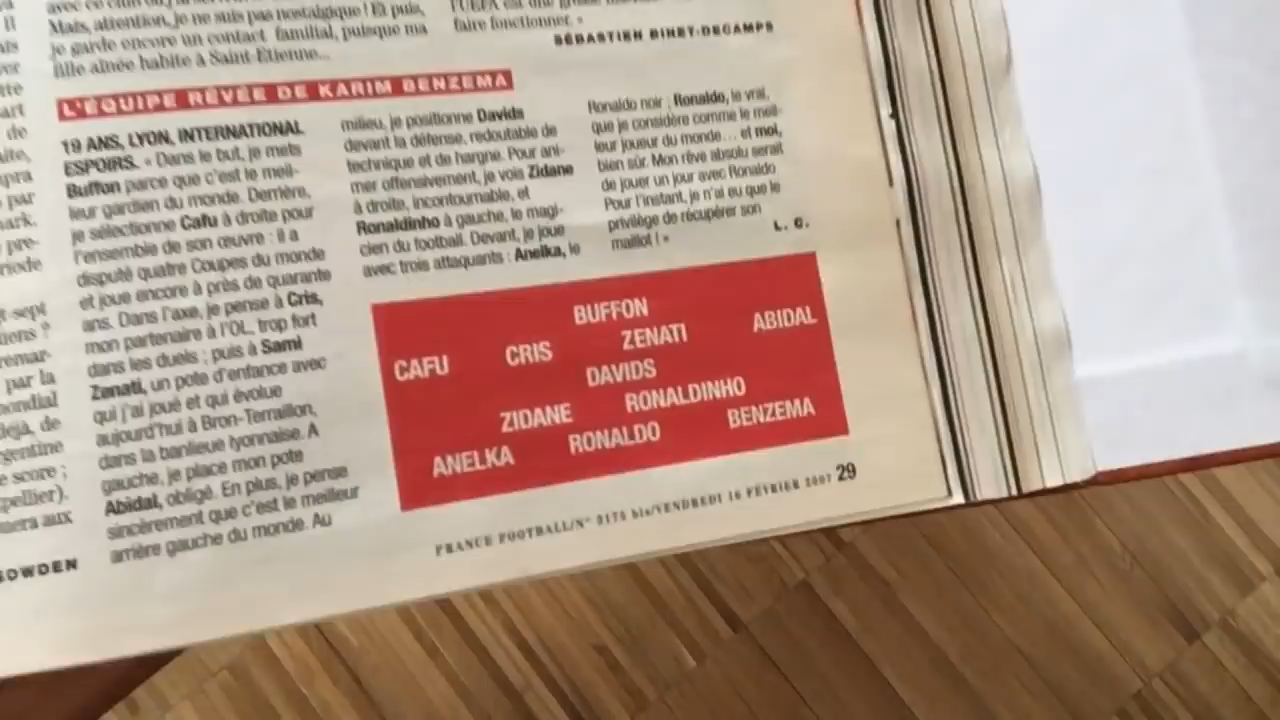 avec ce club
Mais, attention, je ne suis pas nostalgique ! Et puis,
je garde encore un contact familial, puisque ma
fille aînée habite à Saint-Étienne...
faire fonctionner. »
SÉBASTIEN BINET-DECAMPS
L'ÉQUIPE RÊVÉE DE KARIM BENZEMA
19 ANS, LYON, INTERNATIONAL
ESPOIRS. « Dans le but, je mets
Buffon parce que c'est le meil-
leur gardien du monde. Derrière,
je sélectionne Cafu à droite pour
l'ensemble de son œuvre : il a
disputé quatre Coupes du monde
et joue encore à près de quarante
ans. Dans l'axe, je pense à Cris,
mon partenaire à l'OL, trop fort
dans les duels ; puis à Sami
Zenati, un pote d'enfance avec
qui j'ai joué et qui évolue
aujourd'hui à Bron-Terraillon,
dans la banlieue lyonnaise. A
gauche, je place mon pote
Abidal, obligé. En plus, je pense
sincèrement que c'est le meilleur
arrière gauche du monde. Au
milieu, je positionne Davids
devant la défense, redoutable de
technique et de hargne. Pour ani-
mer offensivement, je vois Zidane
à droite, incontournable, et
Ronaldinho à gauche, le magi-
cien du football. Devant, je joue
avec trois attaquants : Anelka, le
Ronaldo noir ; Ronaldo, le vrai,
que je considère comme le meil-
leur joueur du monde... et moi,
bien sûr. Mon rêve absolu serait
de jouer un jour avec Ronaldo.
Pour l'instant, je n'ai eu que le
privilège de récupérer son
maillot ! »
L. G.
BUFFON
CAFU CRIS ZENATI ABIDAL
DAVIDS
ZIDANE RONALDINHO
ANELKA RONALDO BENZEMA
FRANCE FOOTBALL/N° 3175 bis/VENDREDI 16 FÉVRIER 2007 29